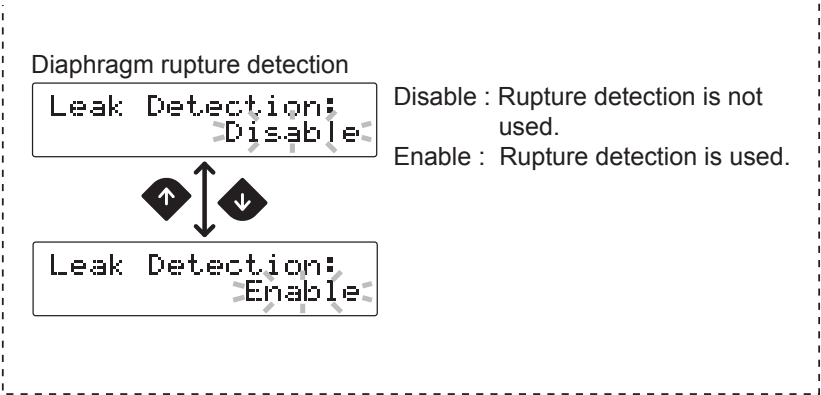 Diaphragm rupture detection
Leak Detection:
Disable
Disable : Rupture detection is not
used.
Enable : Rupture detection is used.
Leak Detection:
Enable